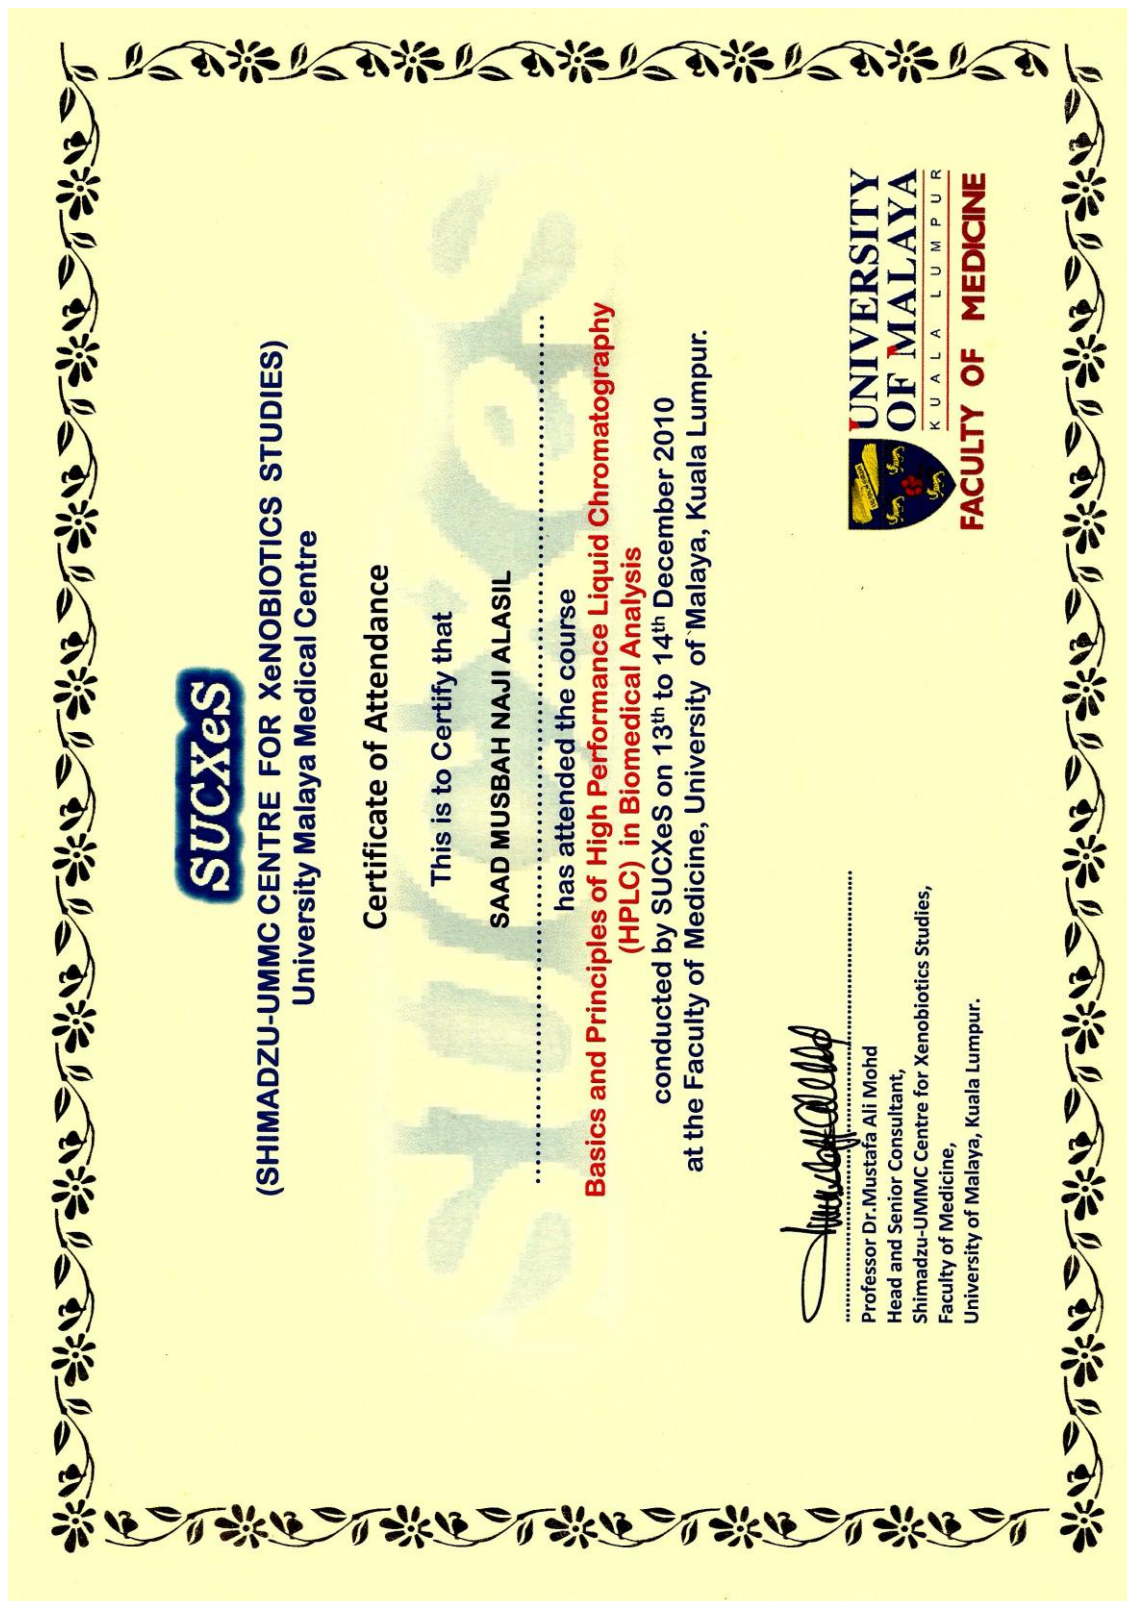 SUCXeS
(SHIMADZU-UMMC CENTRE FOR XeNOBIOTICS STUDIES)
University Malaya Medical Centre
Certificate of Attendance
This is to Certify that
SAAD MUSBAH NAJI ALASIL
has attended the course
Basics and Principles of High Performance Liquid Chromatography
(HPLC) in Biomedical Analysis
conducted by SUCXeS on 13th to 14th December 2010
at the Faculty of Medicine, University of Malaya, Kuala Lumpur.
Professor Dr.Mustafa Ali Mohd
Head and Senior Consultant,
Shimadzu-UMMC Centre for Xenobiotics Studies,
Faculty of Medicine,
University of Malaya, Kuala Lumpur.
UNIVERSITY
OF MALAYA
KUALA LUMPUR
FACULTY OF MEDICINE